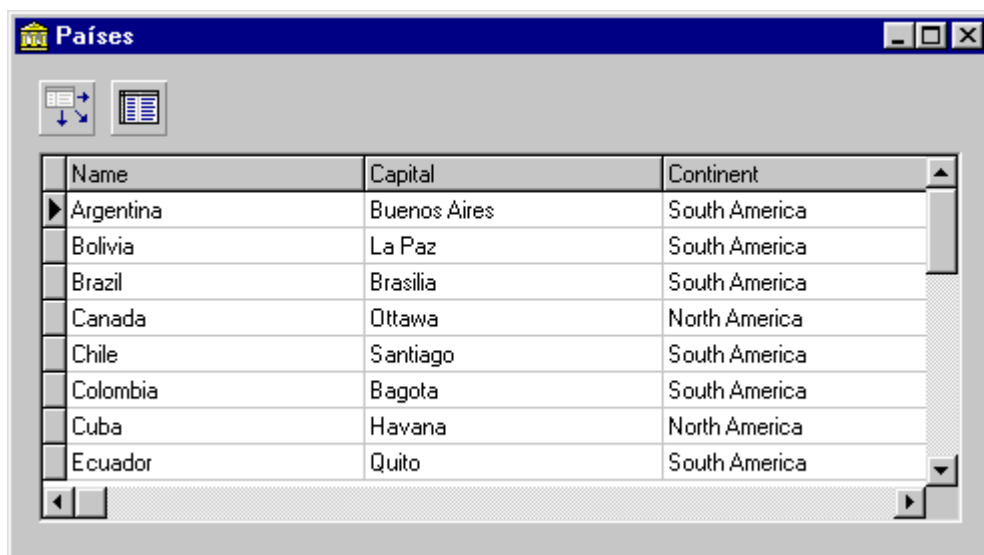 Países
Name Capital Continent
Argentina Buenos Aires South America
Bolivia La Paz South America
Brazil Brasilia South America
Canada Ottawa North America
Chile Santiago South America
Colombia Bagota South America
Cuba Havana North America
Ecuador Quito South America